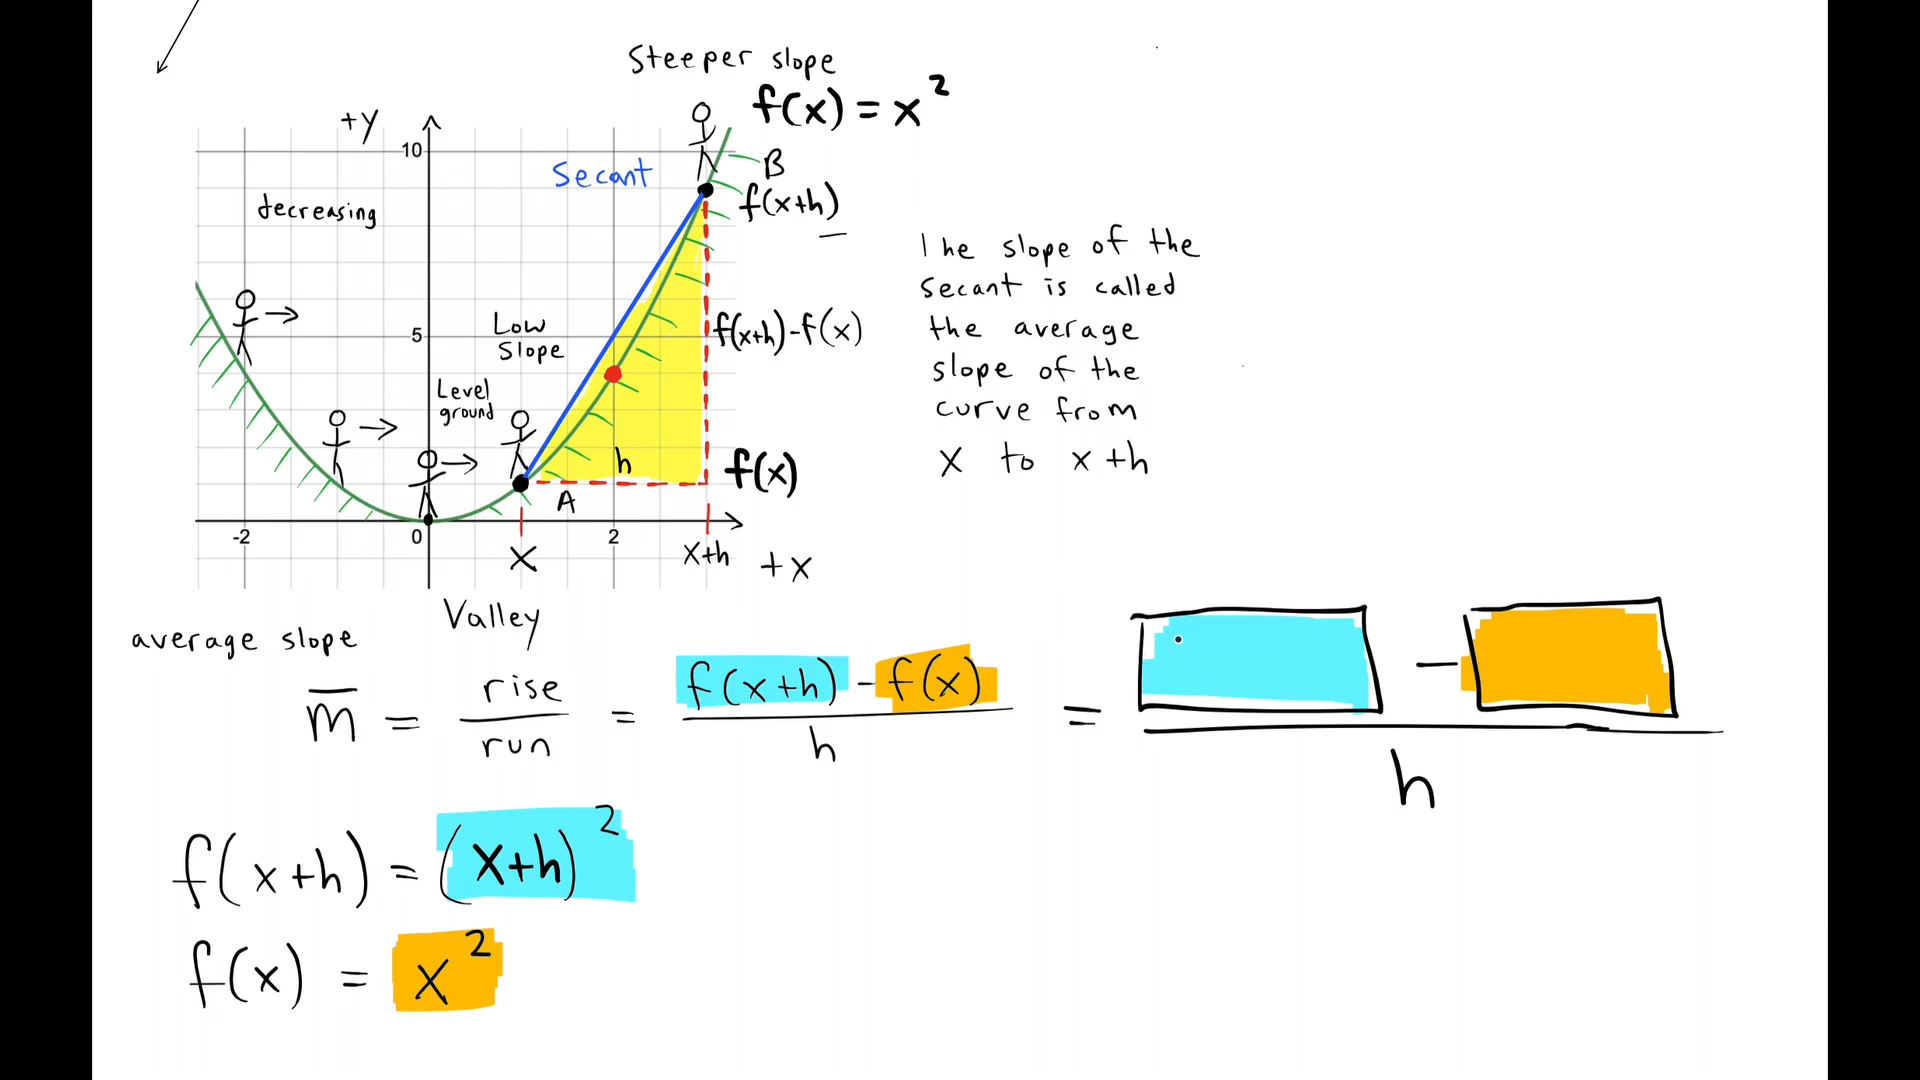 Steeper slope
f(x) = x²
+y
10
Secant
B
f(x+h)
decreasing
The slope of the
secant is called
the average
slope of the
curve from
x to x+h
Low
Slope
5
f(x+h)-f(x)
Level
ground
h
f(x)
A
-2
0
2
x
x+h
+x
Valley
average slope
m̅ = rise/run = f(x+h) - f(x)/h = - /h
f(x+h) = (x+h)²
f(x) = x²